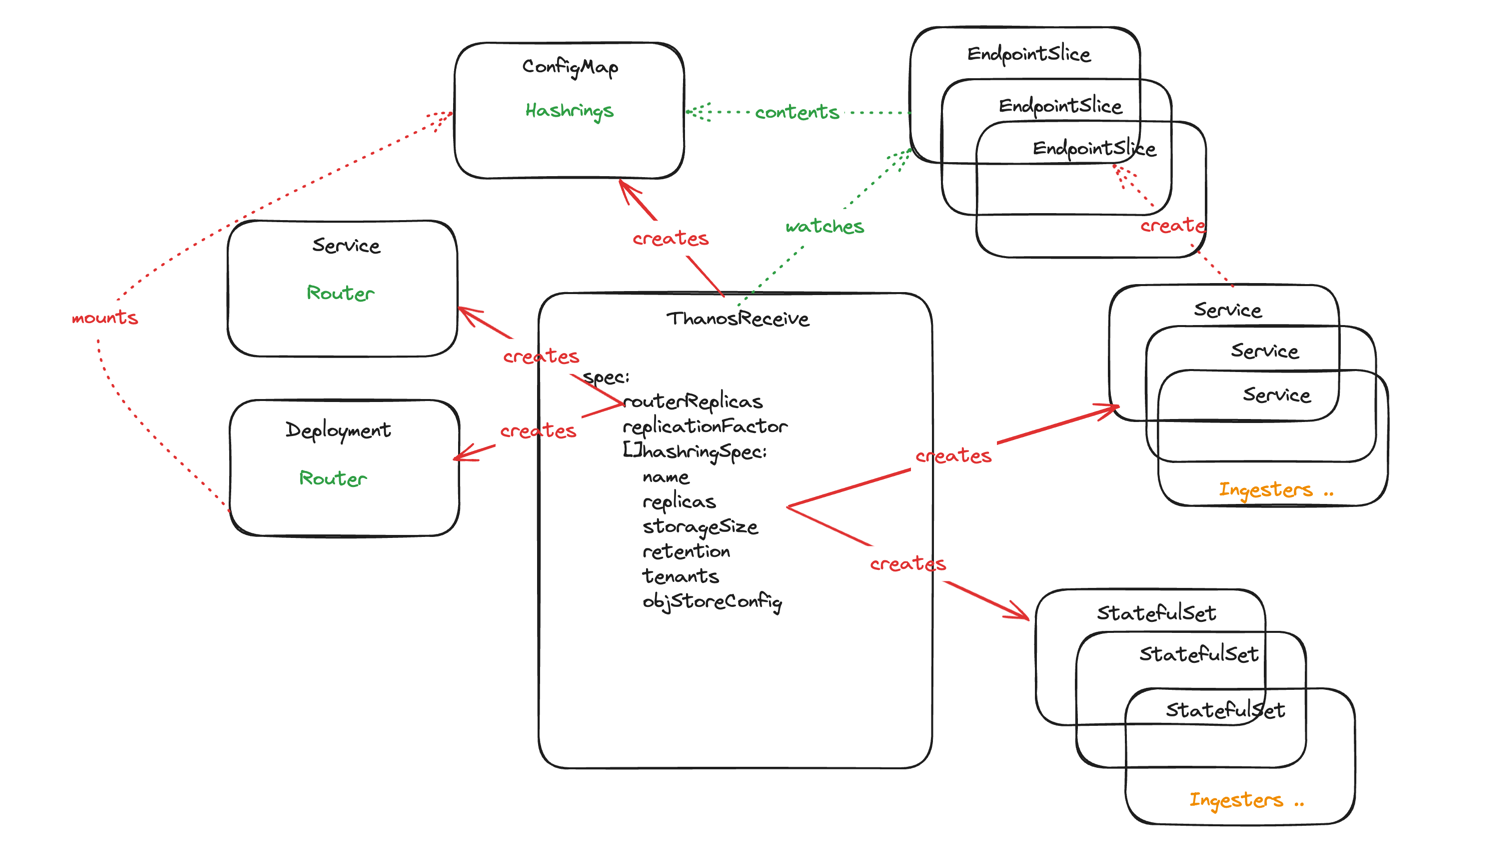 ConfigMap
Hashrings
contents
EndpointSlice
EndpointSlice
EndpointSlice
watches
create
creates
mounts
Service
Router
creates
Deployment
Router
creates
ThanosReceive
spec:
routerReplicas
replicationFactor
[]hashringSpec:
name
replicas
storageSize
retention
tenants
objStoreConfig
creates
creates
Service
Service
Service
Ingesters ..
StatefulSet
StatefulSet
StatefulSet
Ingesters ..